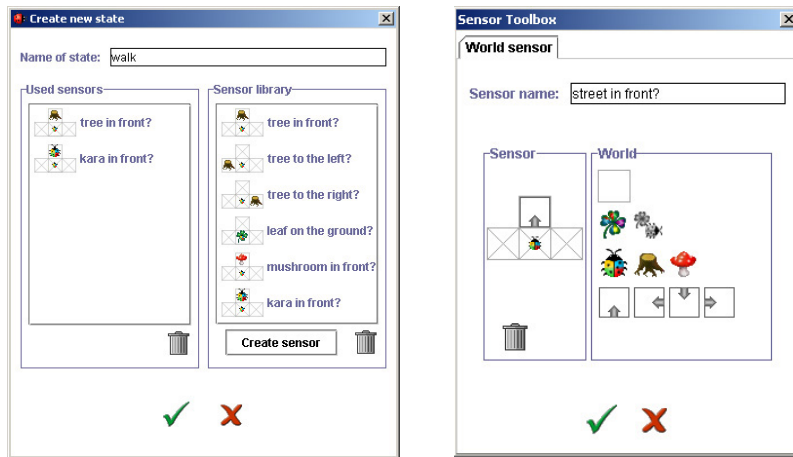 Create new state
Name of state: walk
Used sensors
tree in front?
kara in front?
Sensor library
tree in front?
tree to the left?
tree to the right?
leaf on the ground?
mushroom in front?
kara in front?
Create sensor
Sensor Toolbox
World sensor
Sensor name: street in front?
Sensor
World